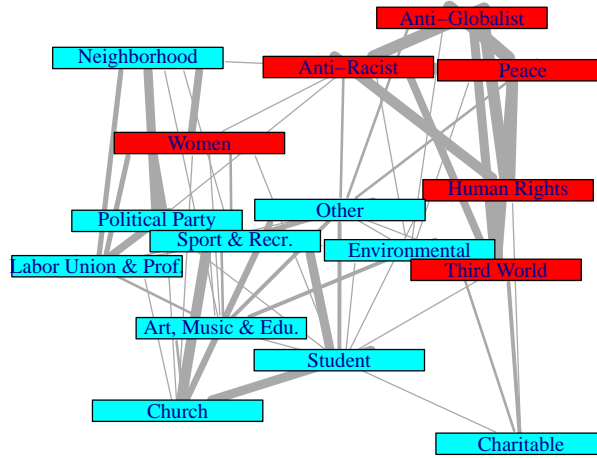 Anti−Globalist
Neighborhood
Anti−Racist
Peace
Women
Human Rights
Other
Political Party
Sport & Recr.
Environmental
Labor Union & Prof.
Third World
Art, Music & Edu.
Student
Church
Charitable